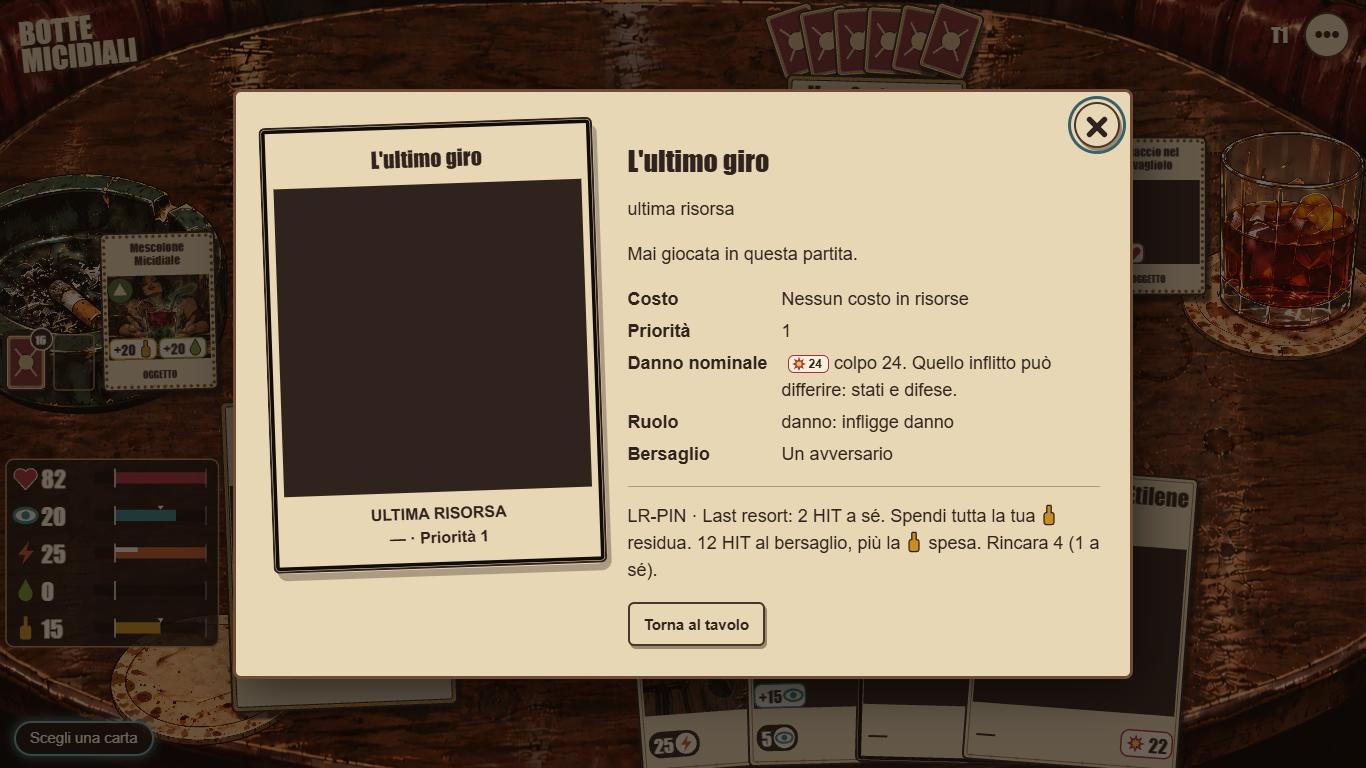 BOTTE
MICIDIALI
T1
L'ultimo giro
ULTIMA RISORSA
— · Priorità 1
L'ultimo giro
ultima risorsa
Mai giocata in questa partita.
Costo Nessun costo in risorse
Priorità 1
Danno nominale 24 colpo 24. Quello inflitto può
differire: stati e difese.
Ruolo danno: infligge danno
Bersaglio Un avversario
LR-PIN · Last resort: 2 HIT a sé. Spendi tutta la tua
residua. 12 HIT al bersaglio, più la spesa. Rincara 4 (1 a
sé).
Torna al tavolo
Mescolone
Micidiale
+20 +20
OGGETTO
16
82
20
25
0
15
Scegli una carta
accio nel
vagliolo
OGGETTO
25
+15
5
—
Etilene
—
22